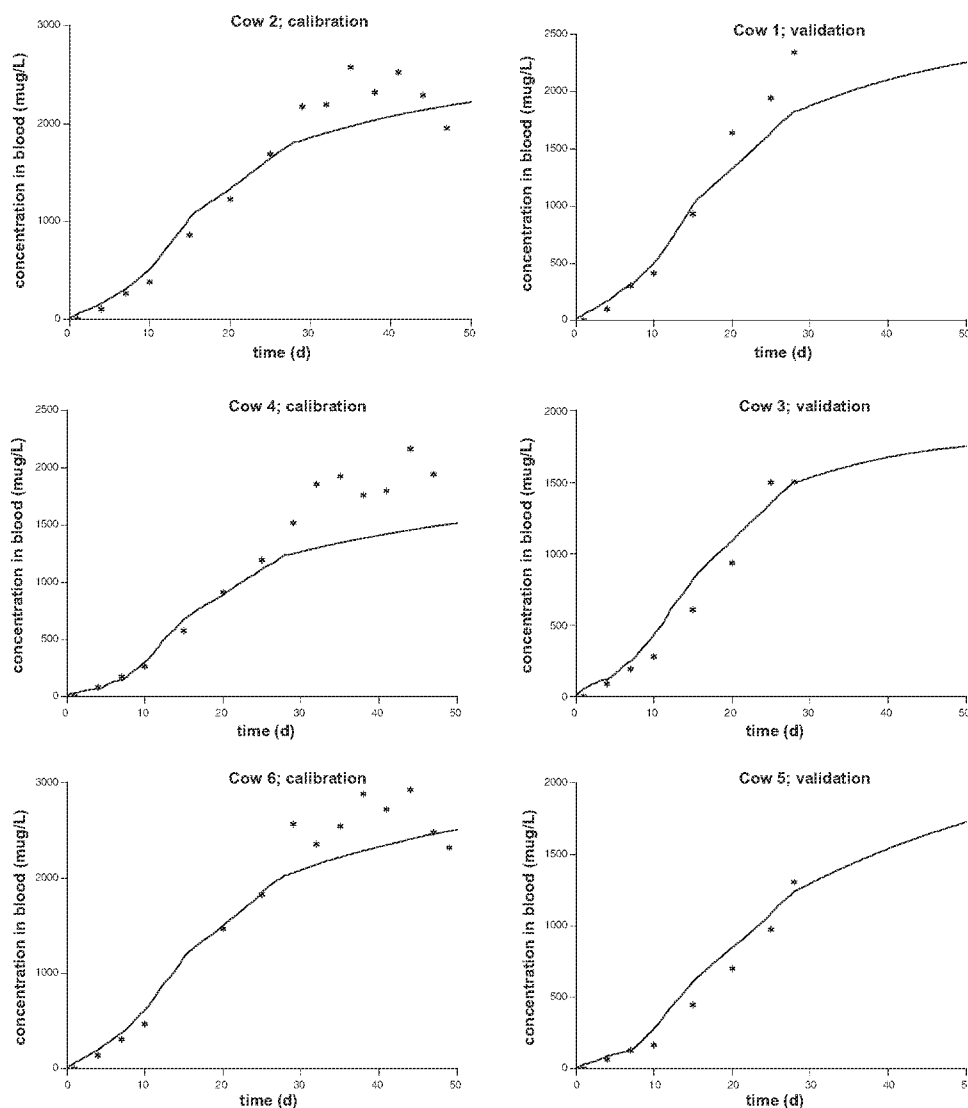 Cow 2; calibration
3000
2000
1000
0
concentration in blood (mug/L)
0 10 20 30 40 50
time (d)
Cow 1; validation
2500
2000
1500
1000
500
0
concentration in blood (mug/L)
0 10 20 30 40 50
time (d)
Cow 4; calibration
2500
2000
1500
1000
500
0
concentration in blood (mug/L)
0 10 20 30 40 50
time (d)
Cow 3; validation
2000
1500
1000
500
0
concentration in blood (mug/L)
0 10 20 30 40 50
time (d)
Cow 6; calibration
3000
2000
1000
0
concentration in blood (mug/L)
0 10 20 30 40 50
time (d)
Cow 5; validation
2000
1500
1000
500
0
concentration in blood (mug/L)
0 10 20 30 40 50
time (d)